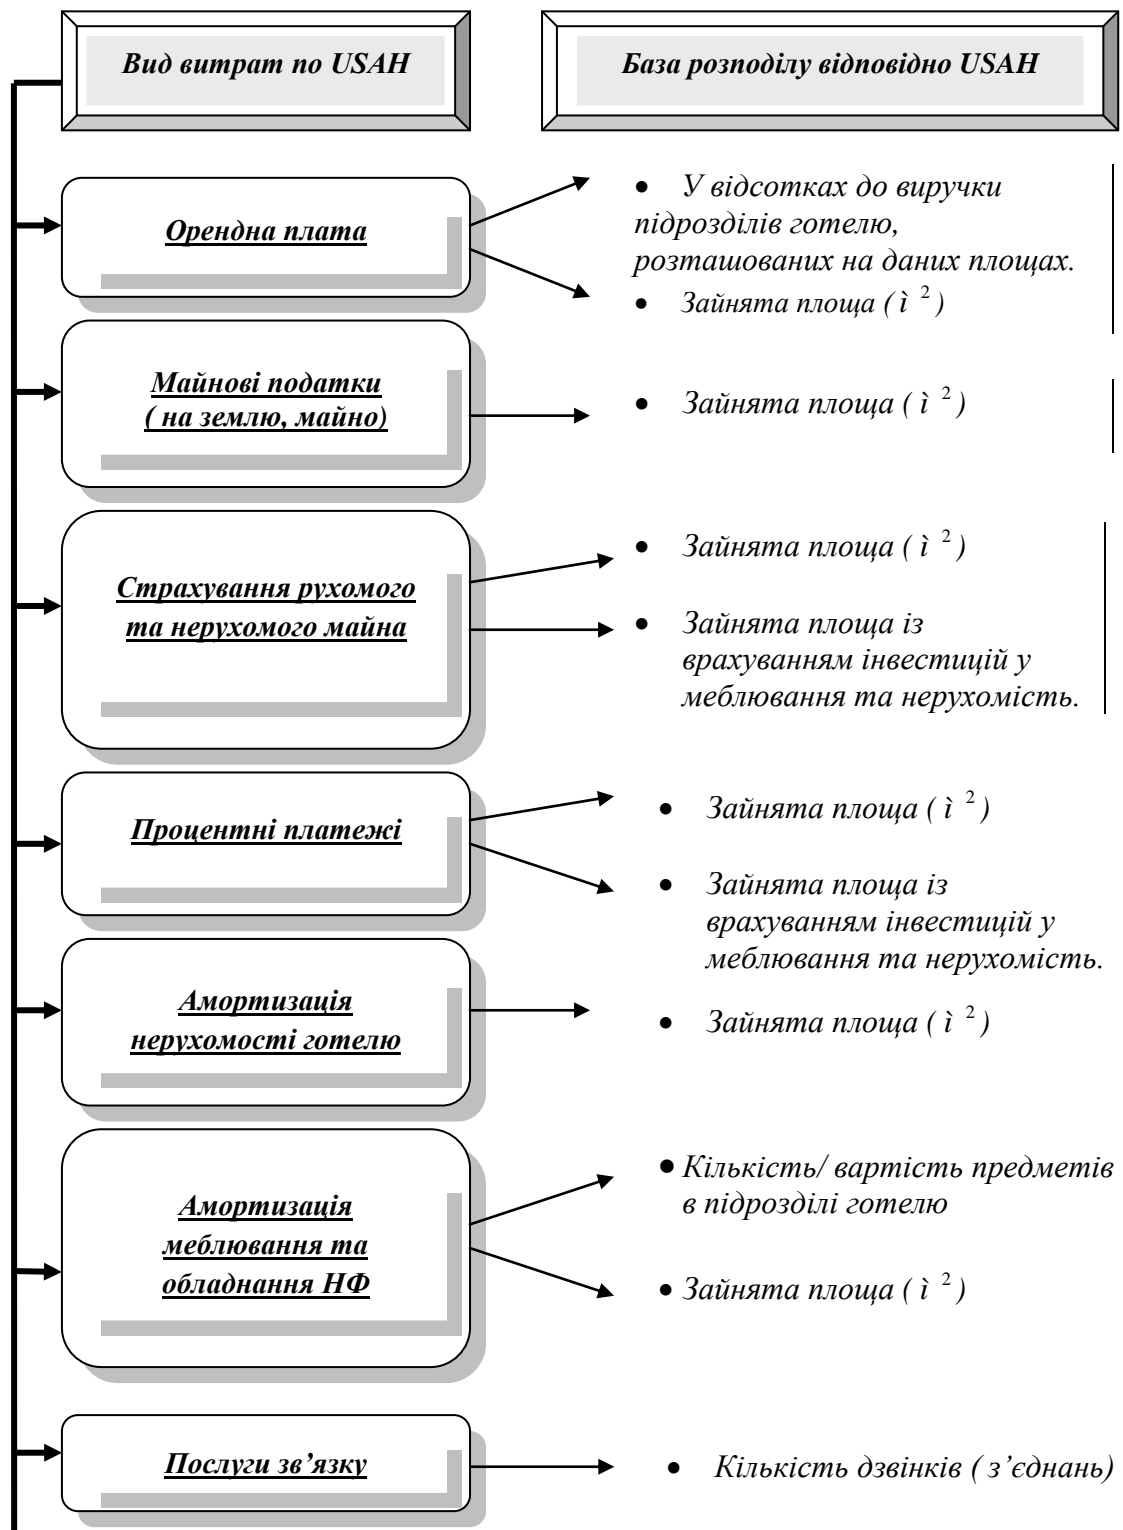 Вид витрат по USAH
База розподілу відповідно USAH
Орендна плата
• У відсотках до виручки
підрозділів готелю,
розташованих на даних площах.
• Зайнята площа ( ì ²)
Майнові податки
( на землю, майно)
• Зайнята площа ( ì ²)
Страхування рухомого
та нерухомого майна
• Зайнята площа ( ì ²)
• Зайнята площа із
врахуванням інвестицій у
меблювання та нерухомість.
Процентні платежі
• Зайнята площа ( ì ²)
• Зайнята площа із
врахуванням інвестицій у
меблювання та нерухомість.
Амортизація
нерухомості готелю
• Зайнята площа ( ì ²)
Амортизація
меблювання та
обладнання НФ
• Кількість/ вартість предметів
в підрозділі готелю
• Зайнята площа ( ì ²)
Послуги зв’язку
• Кількість дзвінків ( з’єднань)